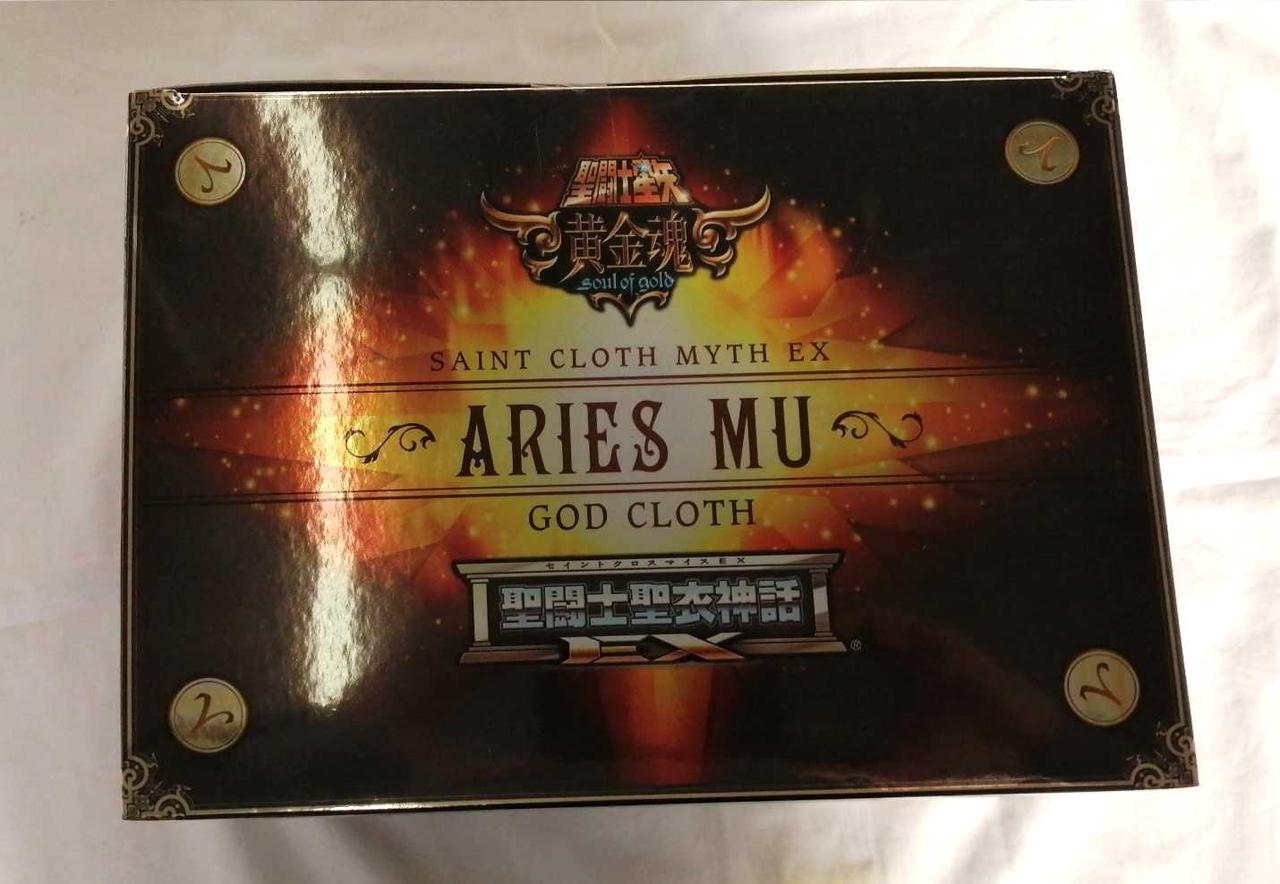 聖闘士星矢
黄金魂
soul of gold
SAINT CLOTH MYTH EX
ARIES MU
GOD CLOTH
セイントクロスマイスEX
聖闘士聖衣神話
EX
®